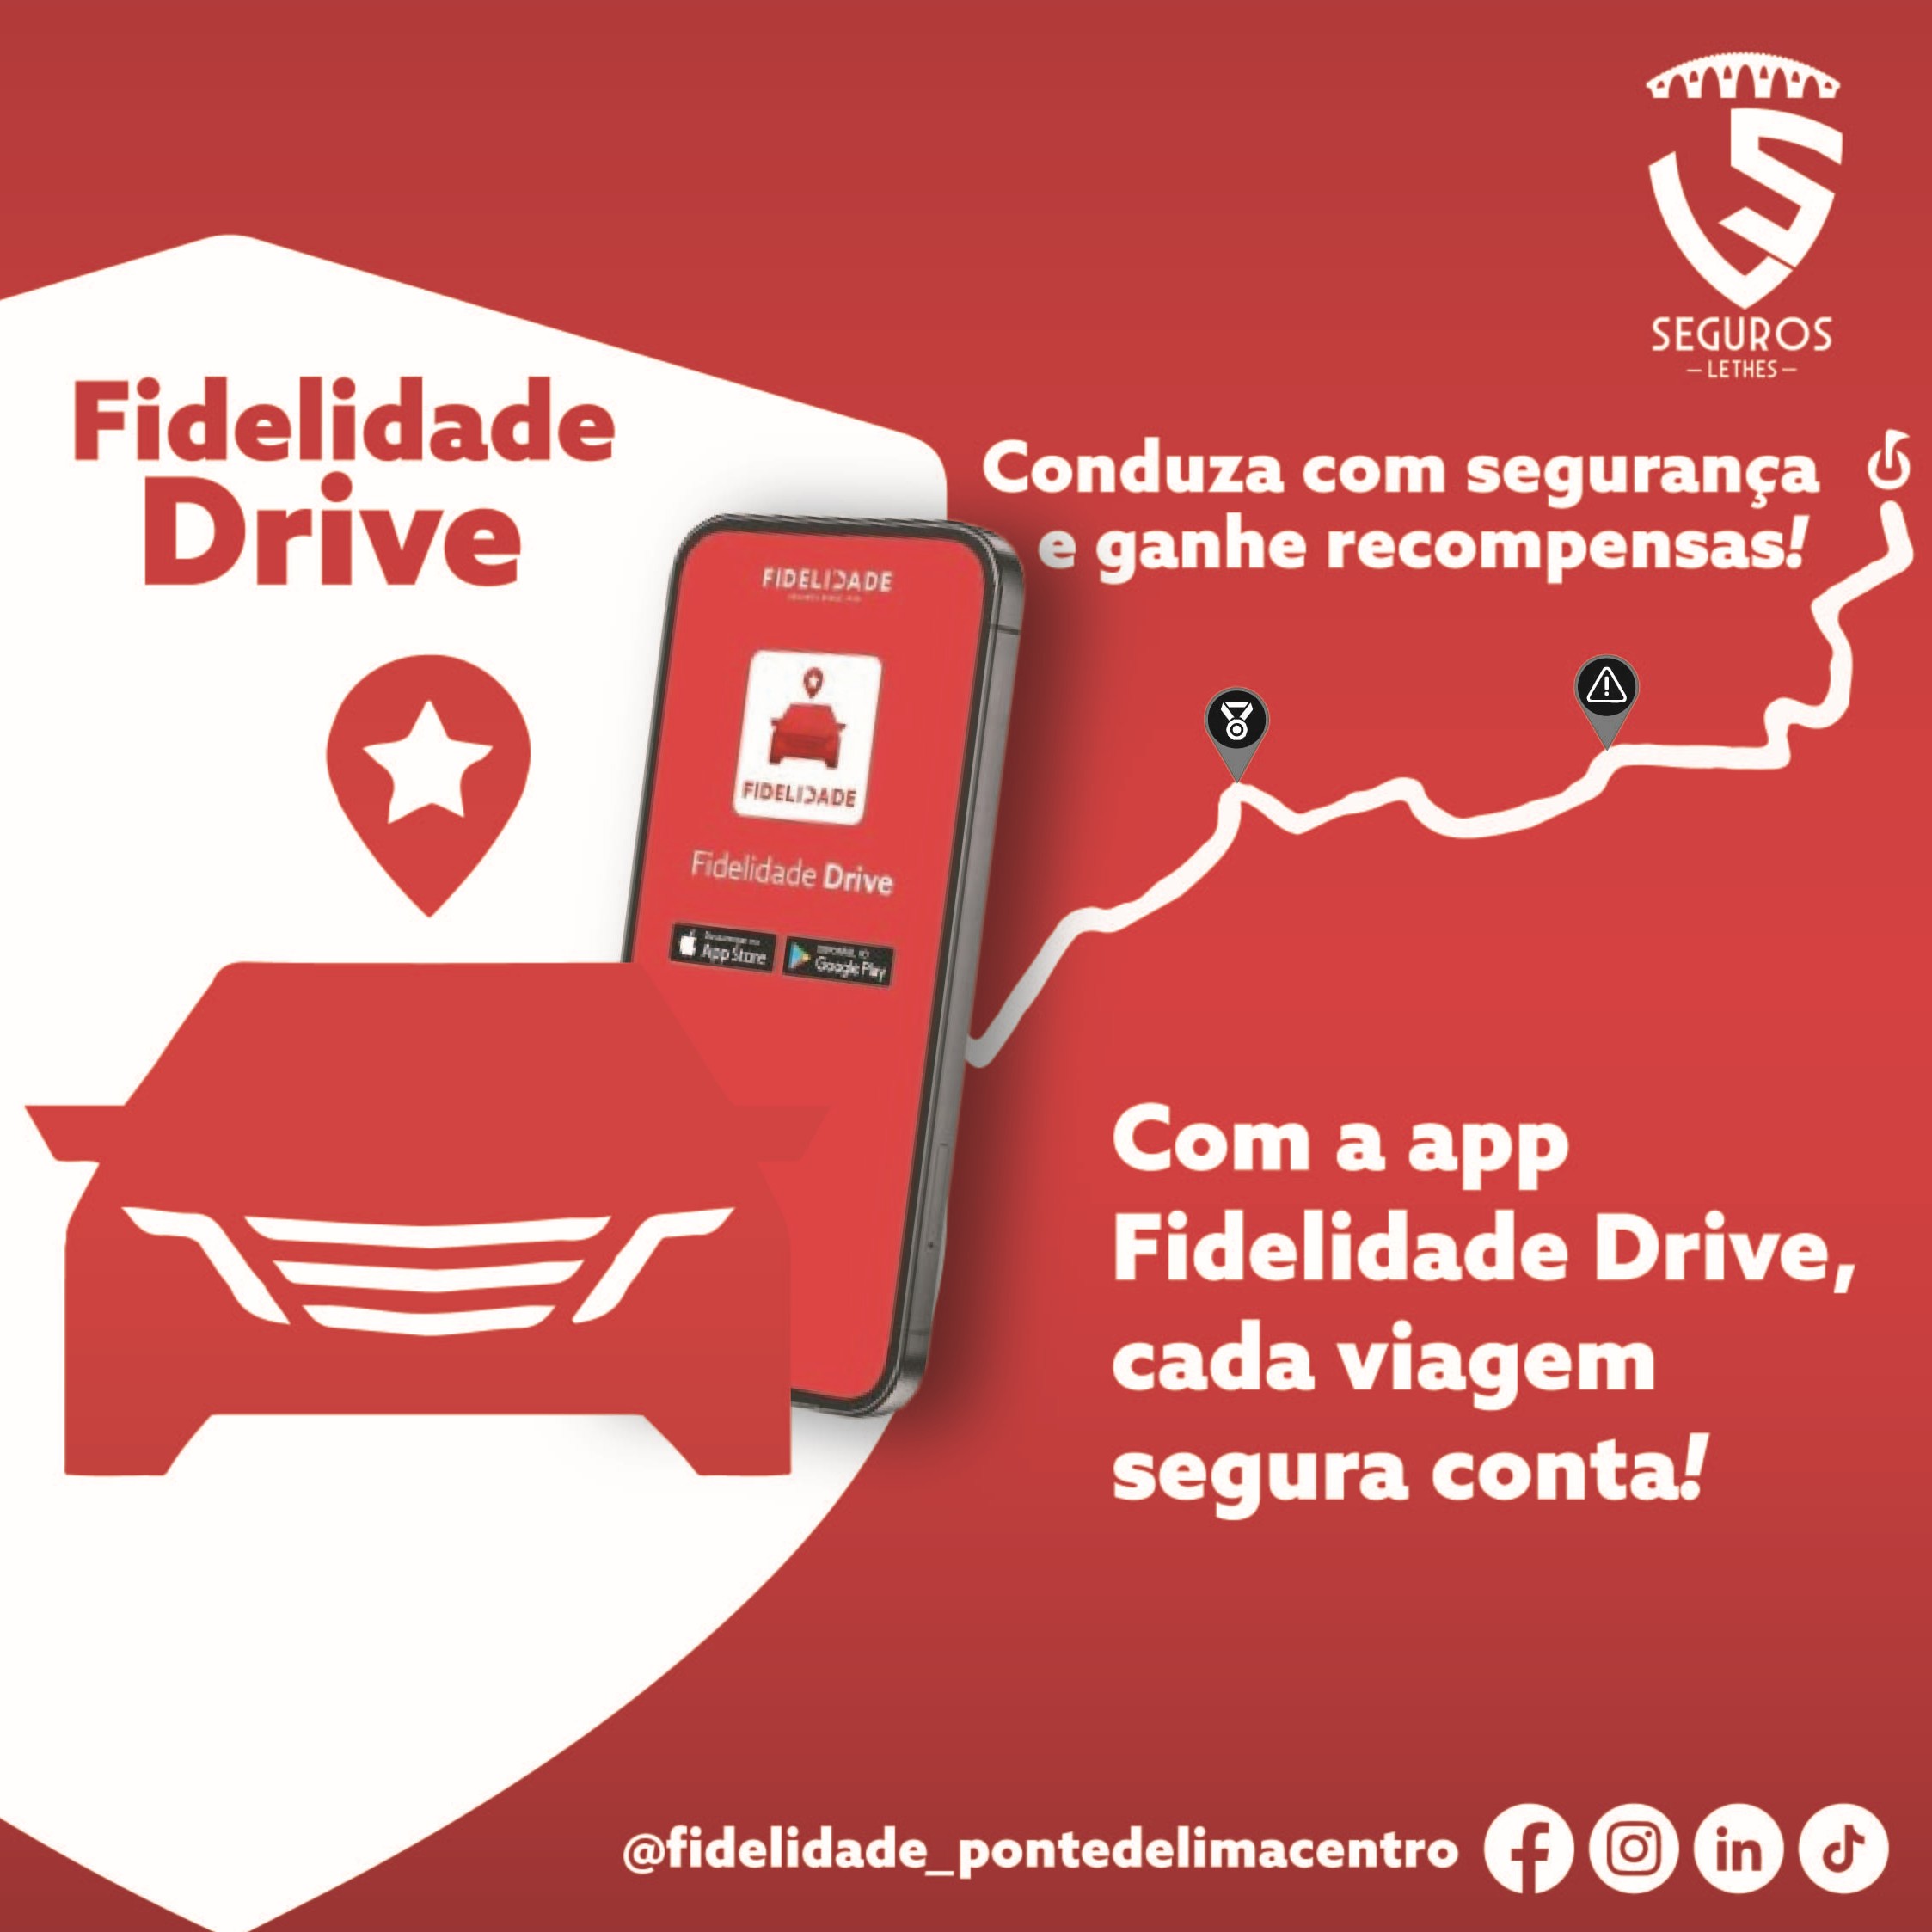 SEGUROS
LETHES
Fidelidade
Drive
Conduza com segurança
e ganhe recompensas!
FIDELIDADE
FIDELIDADE
Fidelidade Drive
App Store
Google Play
Com a app
Fidelidade Drive,
cada viagem
segura conta!
@fidelidade_pontedelimacentro